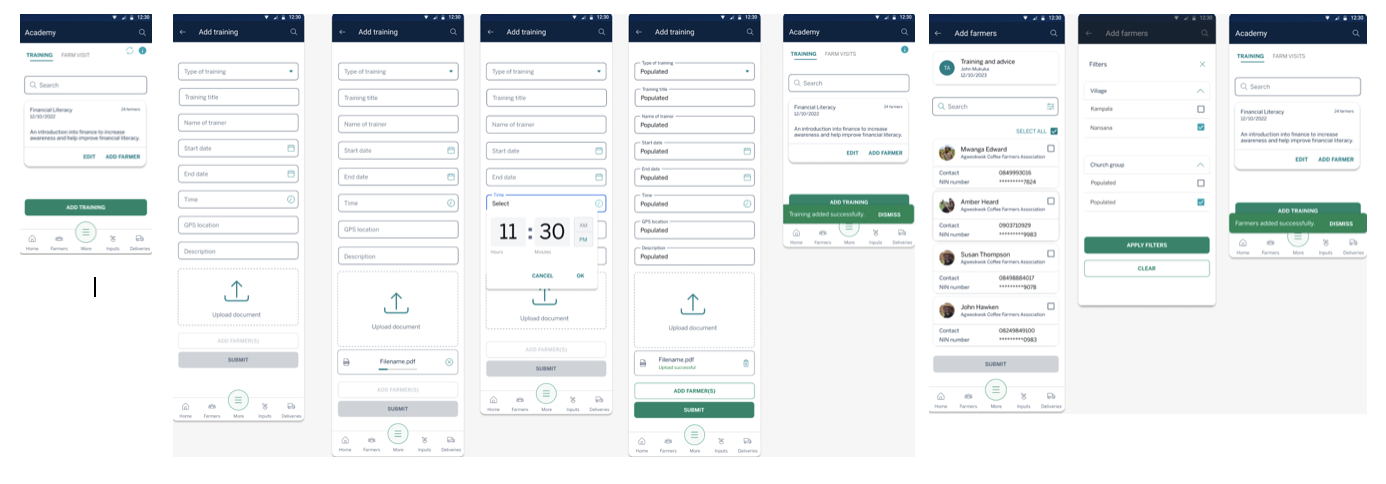 12:30
Academy
TRAINING FARM VISIT
Search
Financial Literacy 24 farmers
12/10/2022
An introduction into finance to increase
awareness and help improve financial literacy.
EDIT ADD FARMER
ADD TRAINING
Home Farmers More Inputs Deliveries
12:30
Add training
Type of training
Training title
Name of trainer
Start date
End date
Time
GPS location
Description
Upload document
ADD FARMER(S)
SUBMIT
Home Farmers More Inputs Deliveries
12:30
Add training
Type of training
Training title
Name of trainer
Start date
End date
Time
GPS location
Description
Upload document
Filename.pdf
ADD FARMER(S)
SUBMIT
Home Farmers More Inputs Deliveries
12:30
Add training
Type of training
Training title
Name of trainer
Start date
End date
Time
Select
11 : 30 AM
PM
Hours Minutes
CANCEL OK
Upload document
ADD FARMER(S)
SUBMIT
Home Farmers More Inputs Deliveries
12:30
Add training
Type of training
Populated
Training title
Populated
Name of trainer
Populated
Start date
Populated
End date
Populated
Time
Populated
GPS location
Populated
Description
Populated
Upload document
Filename.pdf
Upload successful
ADD FARMER(S)
SUBMIT
Home Farmers More Inputs Deliveries
12:30
Academy
TRAINING FARM VISITS
Search
Financial Literacy 24 farmers
12/10/2022
An introduction into finance to increase
awareness and help improve financial literacy.
EDIT ADD FARMER
ADD TRAINING
Training added successfully. DISMISS
Home Farmers More Inputs Deliveries
12:30
Add farmers
TA
Training and advice
John Mukuka
12/10/2023
Search
SELECT ALL
Mwanga Edward
Ageewkwek Coffee Farmers Association
Contact 0849993016
NIN number *********7824
Amber Heard
Ageewkwek Coffee Farmers Association
Contact 0903710929
NIN number *********9983
Susan Thompson
Ageewkwek Coffee Farmers Association
Contact 08498884017
NIN number *********9078
John Hawken
Ageewkwek Coffee Farmers Association
Contact 08249849100
NIN number *********0983
SUBMIT
Home Farmers More Inputs Deliveries
12:30
Add farmers
Filters
Village
Kampala
Nansana
Church group
Populated
Populated
APPLY FILTERS
CLEAR
12:30
Academy
TRAINING FARM VISITS
Search
Financial Literacy 24 farmers
12/10/2022
An introduction into finance to increase
awareness and help improve financial literacy.
EDIT ADD FARMER
ADD TRAINING
Farmers added successfully. DISMISS
Home Farmers More Inputs Deliveries